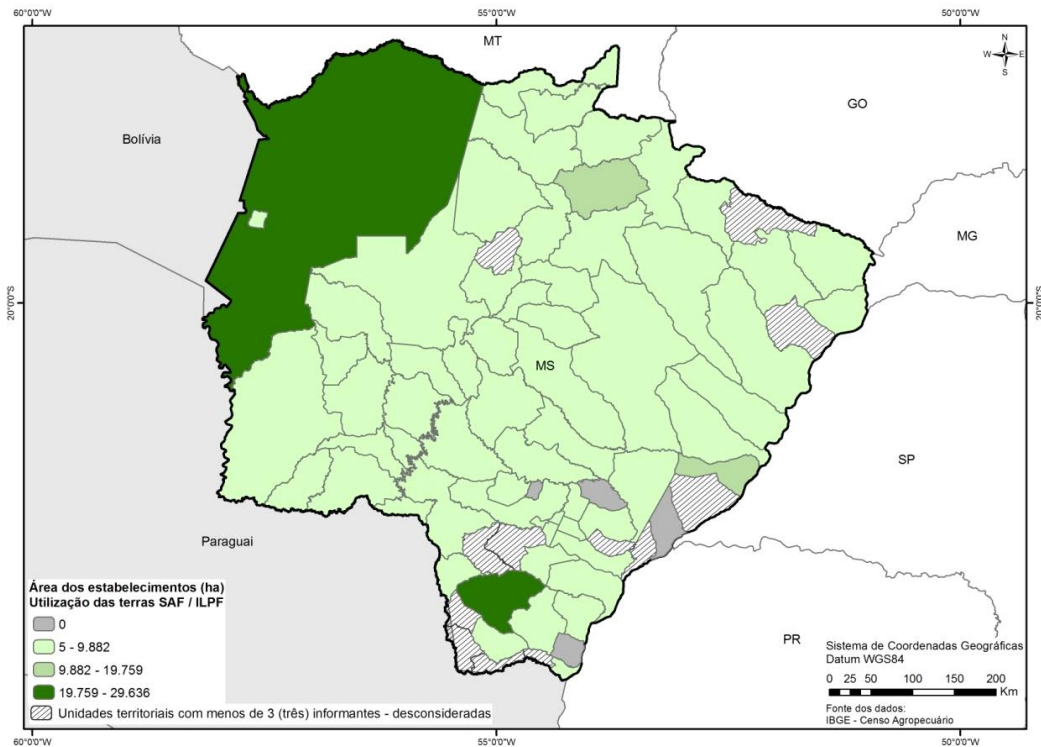 60°0'0"W
55°0'0"W
50°0'0"W
MT
N
W
E
S
GO
Bolívia
MG
20°0'0"S
20°0'0"S
MS
SP
Paraguai
PR
Área dos estabelecimentos (ha)
Utilização das terras SAF / ILPF
0
5 - 9.882
9.882 - 19.759
19.759 - 29.636
Unidades territoriais com menos de 3 (três) informantes - desconsideradas
Sistema de Coordenadas Geográficas
Datum WGS84
0 25 50 100 150 200
Km
Fonte dos dados:
IBGE - Censo Agropecuário
60°0'0"W
55°0'0"W
50°0'0"W